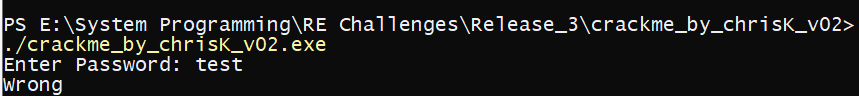 PS E:\System Programming\RE Challenges\Release_3\crackme_by_chrisK_v02>
./crackme_by_chrisK_v02.exe
Enter Password: test
Wrong